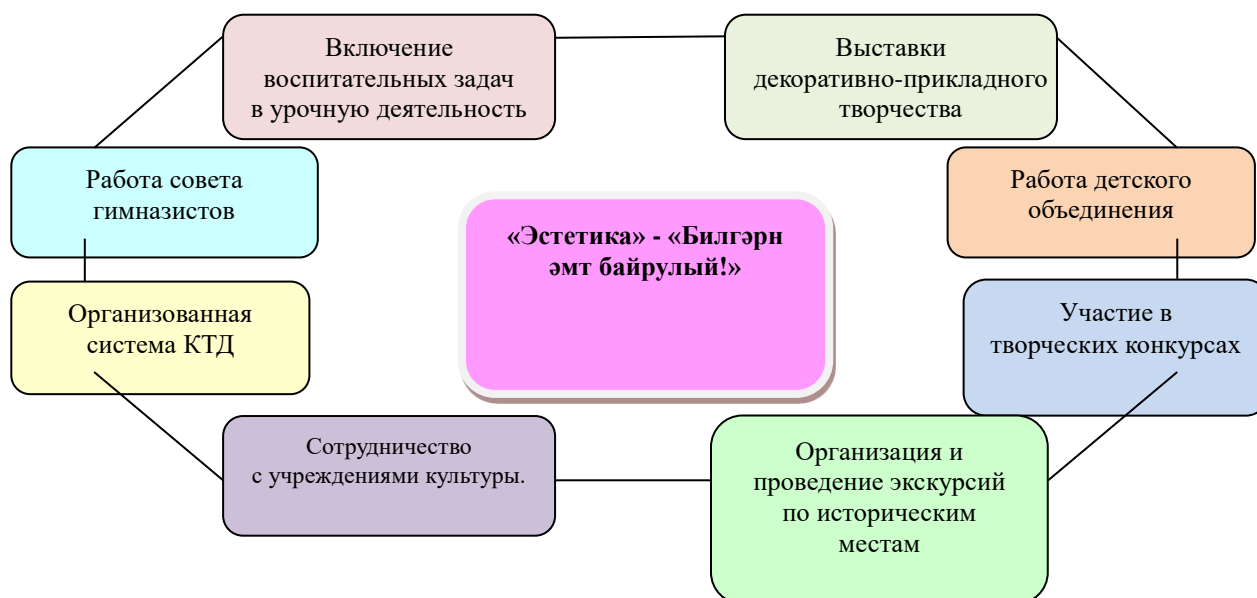 Включение
воспитательных задач
в урочную деятельность
Выставки
декоративно-прикладного
творчества
Работа совета
гимназистов
Работа детского
объединения
«Эстетика» - «Билгәрн
әмт байрулый!»
Организованная
система КТД
Участие в
творческих конкурсах
Сотрудничество
с учреждениями культуры.
Организация и
проведение экскурсий
по историческим
местам